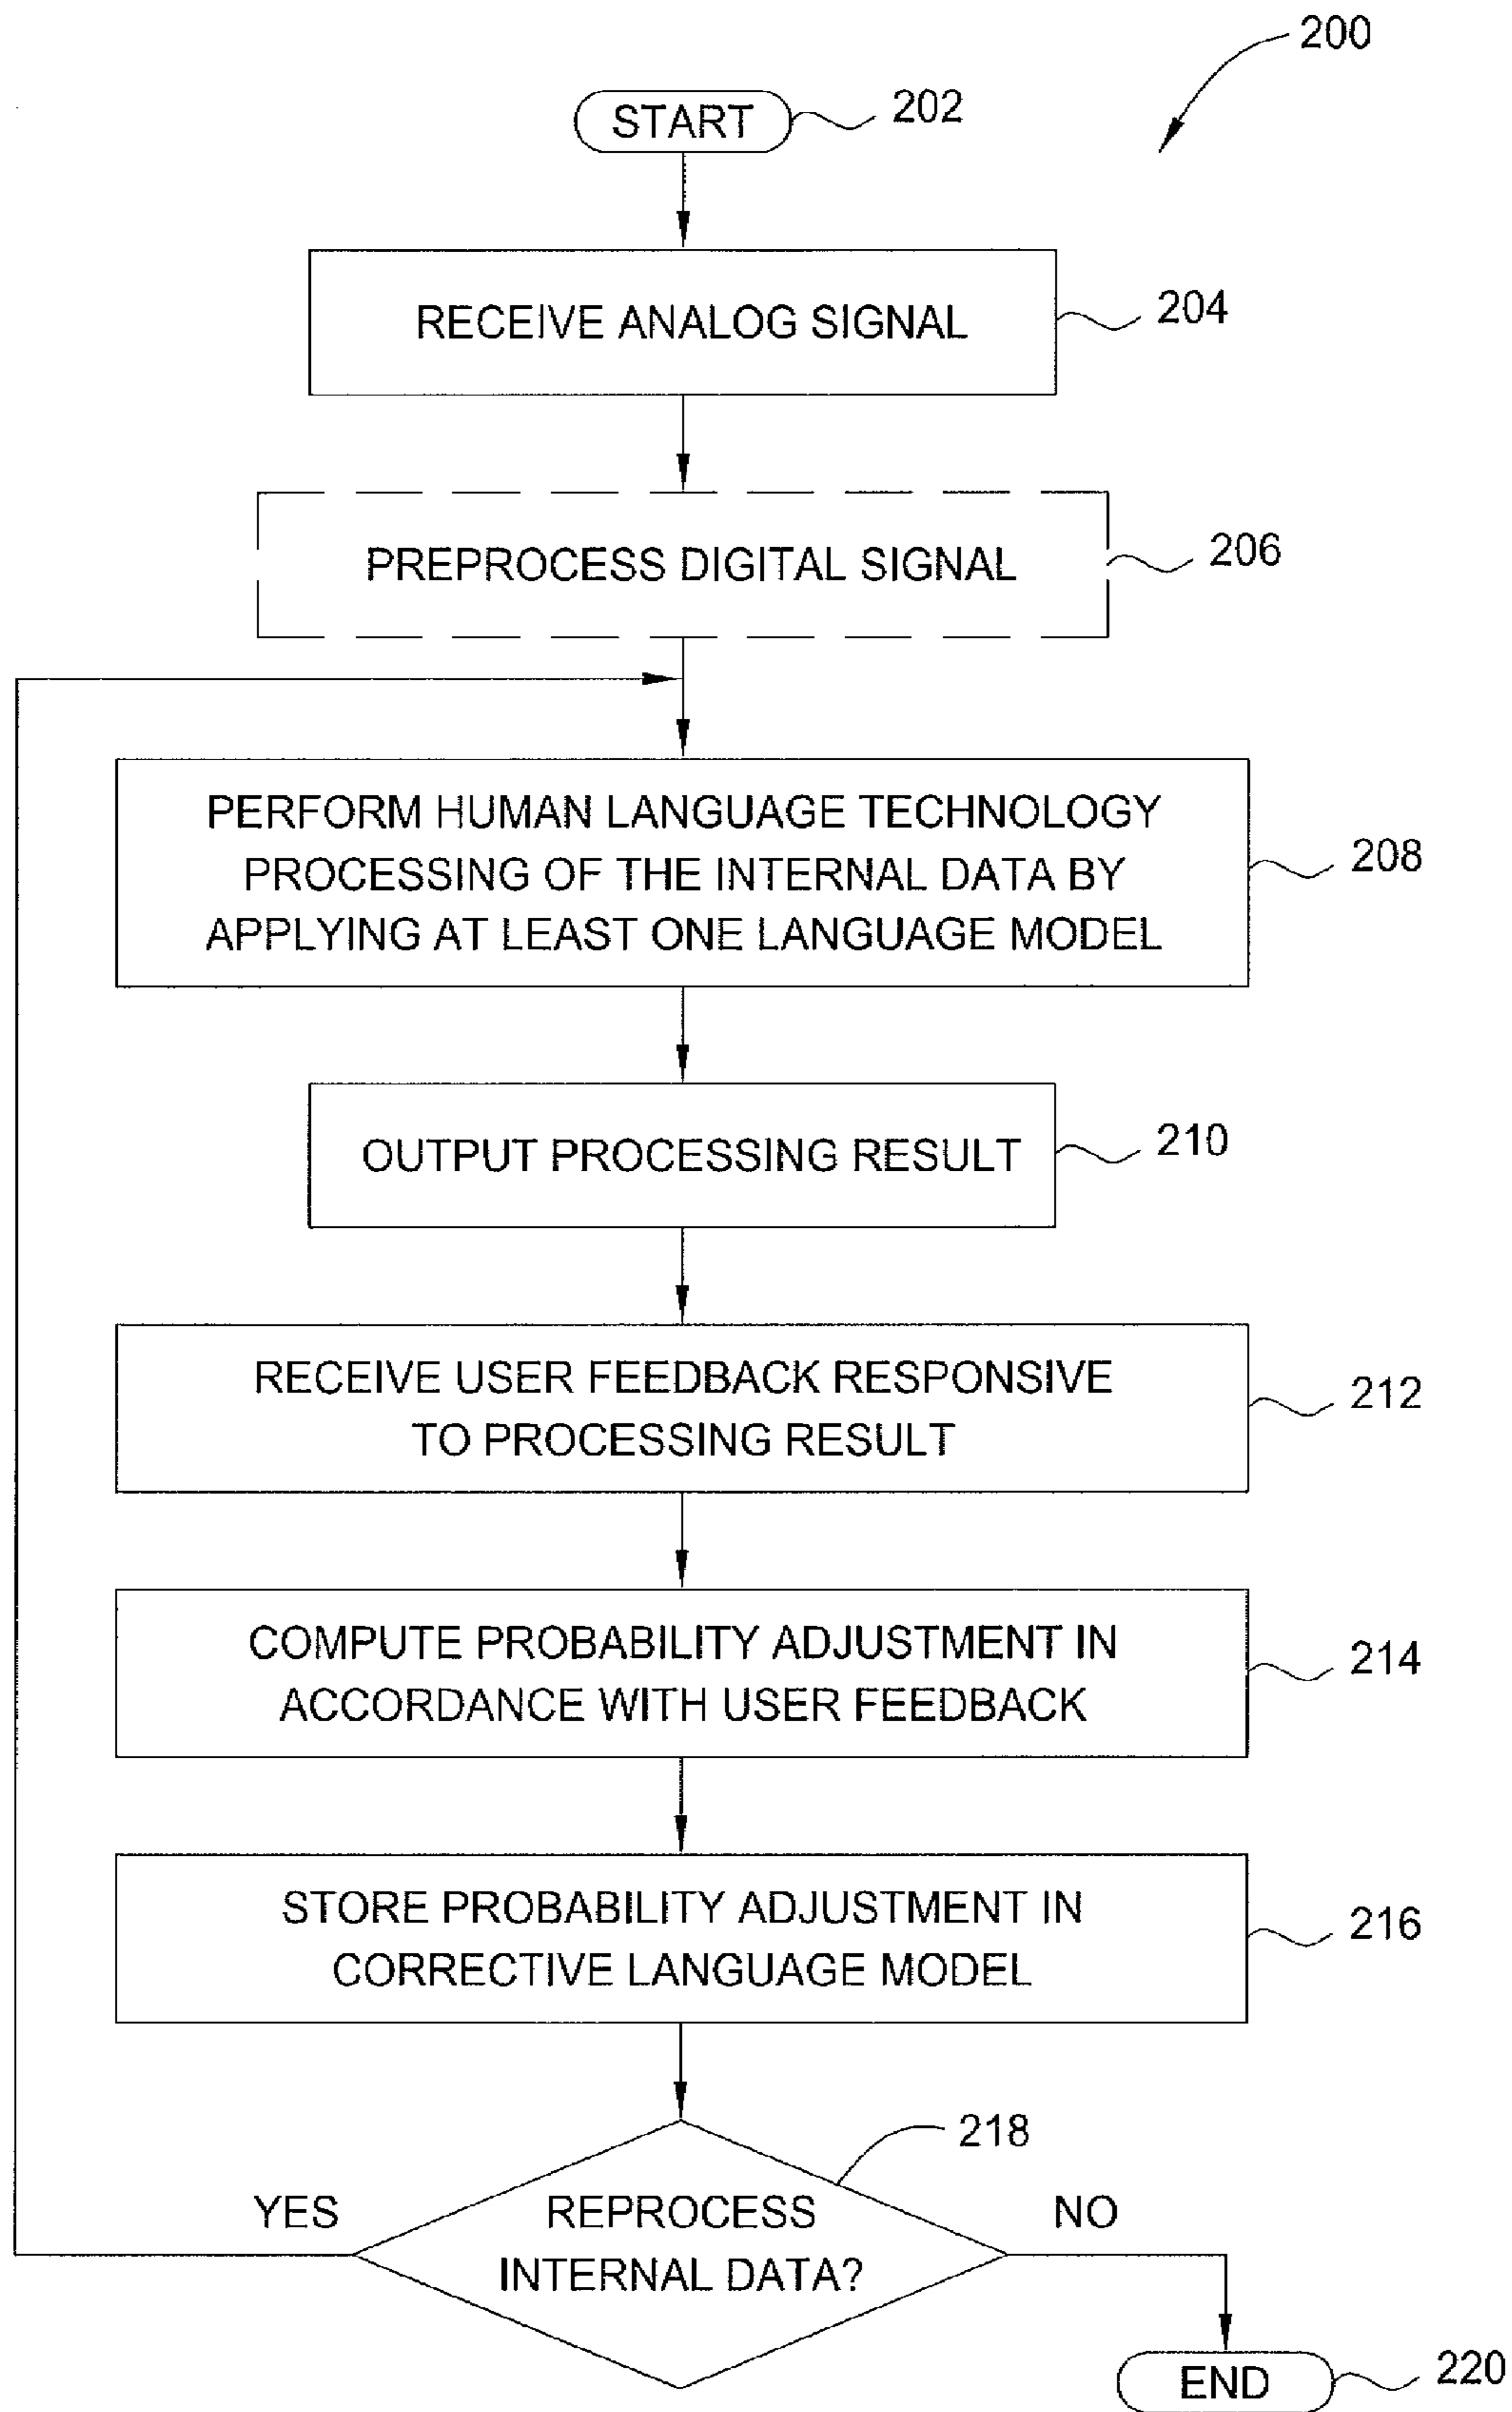 200
START
202
RECEIVE ANALOG SIGNAL
204
PREPROCESS DIGITAL SIGNAL
206
PERFORM HUMAN LANGUAGE TECHNOLOGY
PROCESSING OF THE INTERNAL DATA BY
APPLYING AT LEAST ONE LANGUAGE MODEL
208
OUTPUT PROCESSING RESULT
210
RECEIVE USER FEEDBACK RESPONSIVE
TO PROCESSING RESULT
212
COMPUTE PROBABILITY ADJUSTMENT IN
ACCORDANCE WITH USER FEEDBACK
214
STORE PROBABILITY ADJUSTMENT IN
CORRECTIVE LANGUAGE MODEL
216
218
YES
REPROCESS
INTERNAL DATA?
NO
END
220